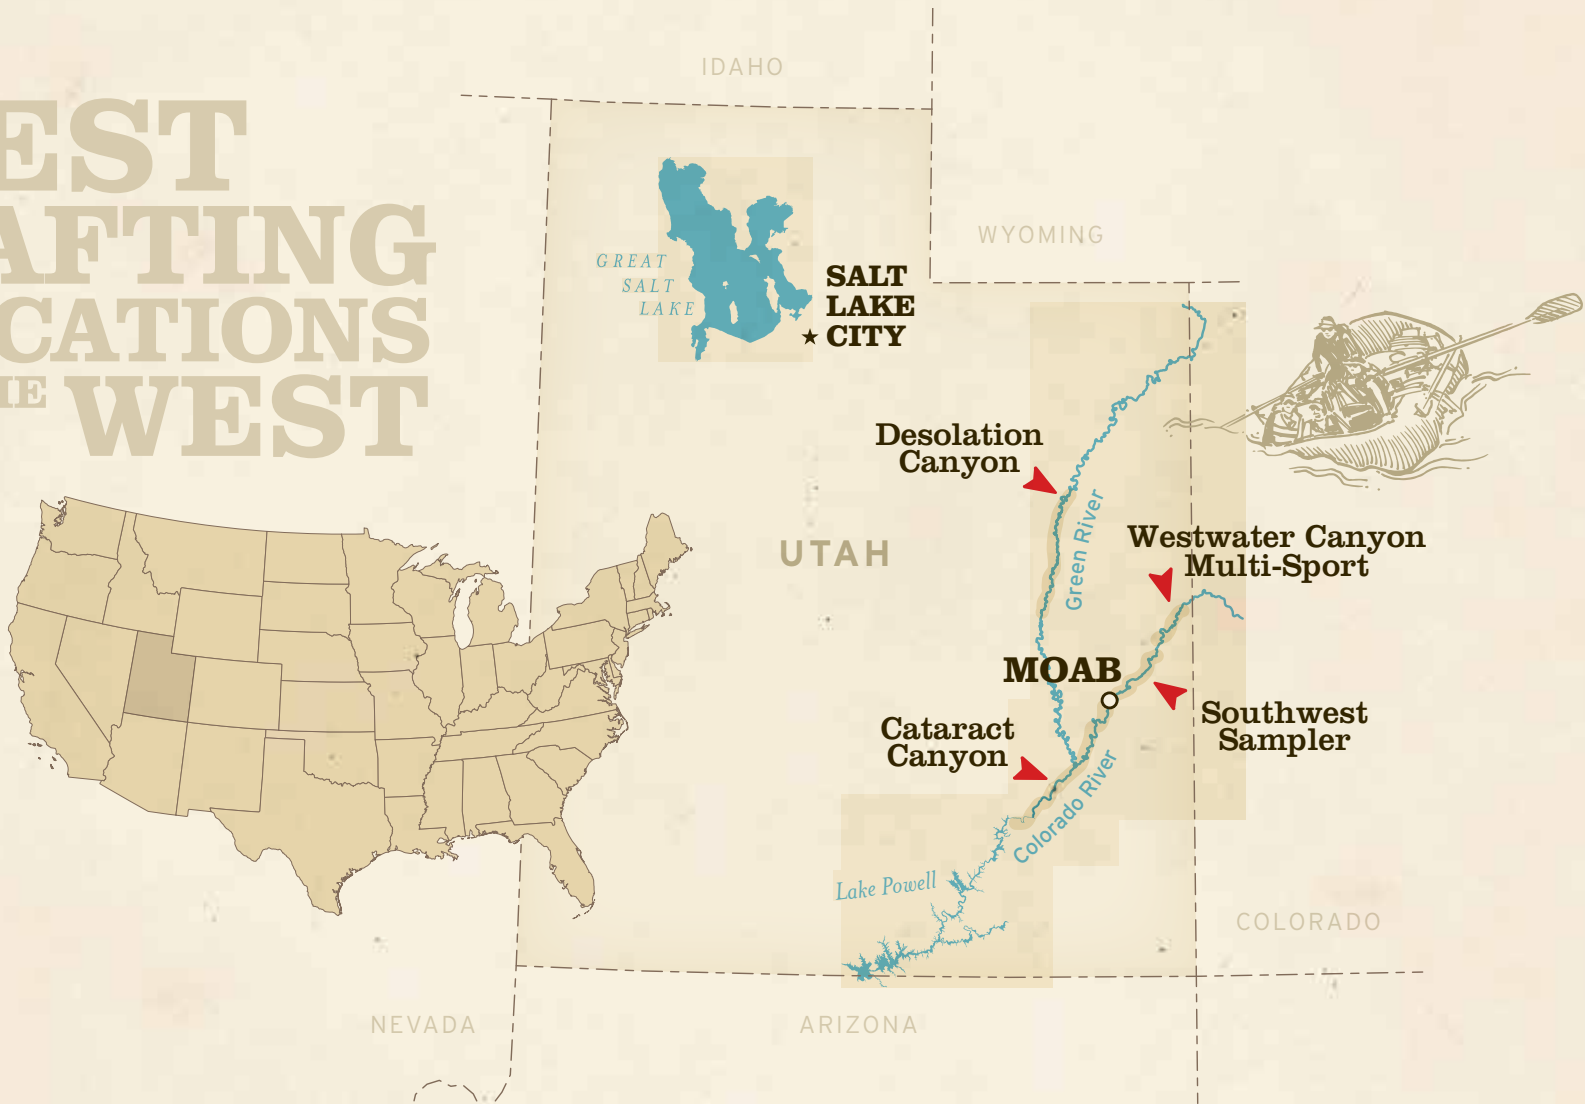 EST
AFTING
CATIONS
WEST
IDAHO
WYOMING
GREAT
SALT
LAKE
SALT
LAKE
CITY
Desolation
Canyon
Green River
Westwater Canyon
Multi-Sport
UTAH
MOAB
Southwest
Sampler
Cataract
Canyon
Colorado River
Lake Powell
COLORADO
NEVADA
ARIZONA